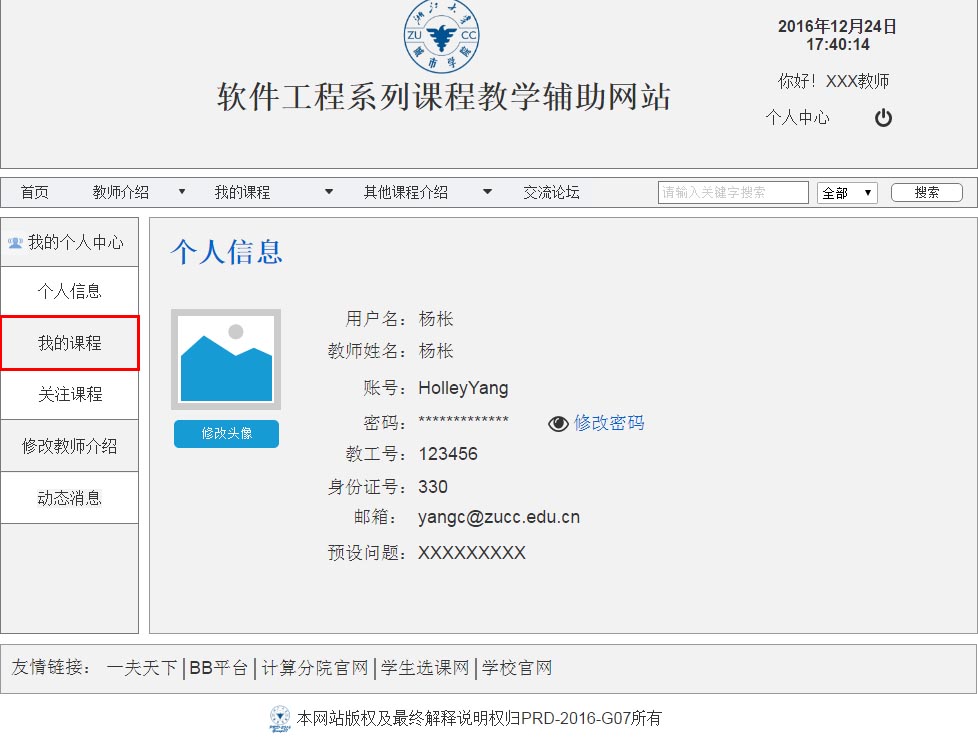 浙江大学
ZU CC
城市学院
2016年12月24日
17:40:14
软件工程系列课程教学辅助网站
你好！XXX教师
个人中心
首页 教师介绍 ▼ 我的课程 ▼ 其他课程介绍 ▼ 交流论坛 请输入关键字搜索 全部 ▼ 搜索
我的个人中心
个人信息
我的课程
关注课程
修改教师介绍
动态消息
个人信息
修改头像
用户名：杨枨
教师姓名：杨枨
账号：HolleyYang
密码：************* 修改密码
教工号：123456
身份证号：330
邮箱：yangc@zucc.edu.cn
预设问题：XXXXXXXXX
友情链接： 一夫天下|BB平台|计算分院官网|学生选课网|学校官网
本网站版权及最终解释说明权归PRD-2016-G07所有